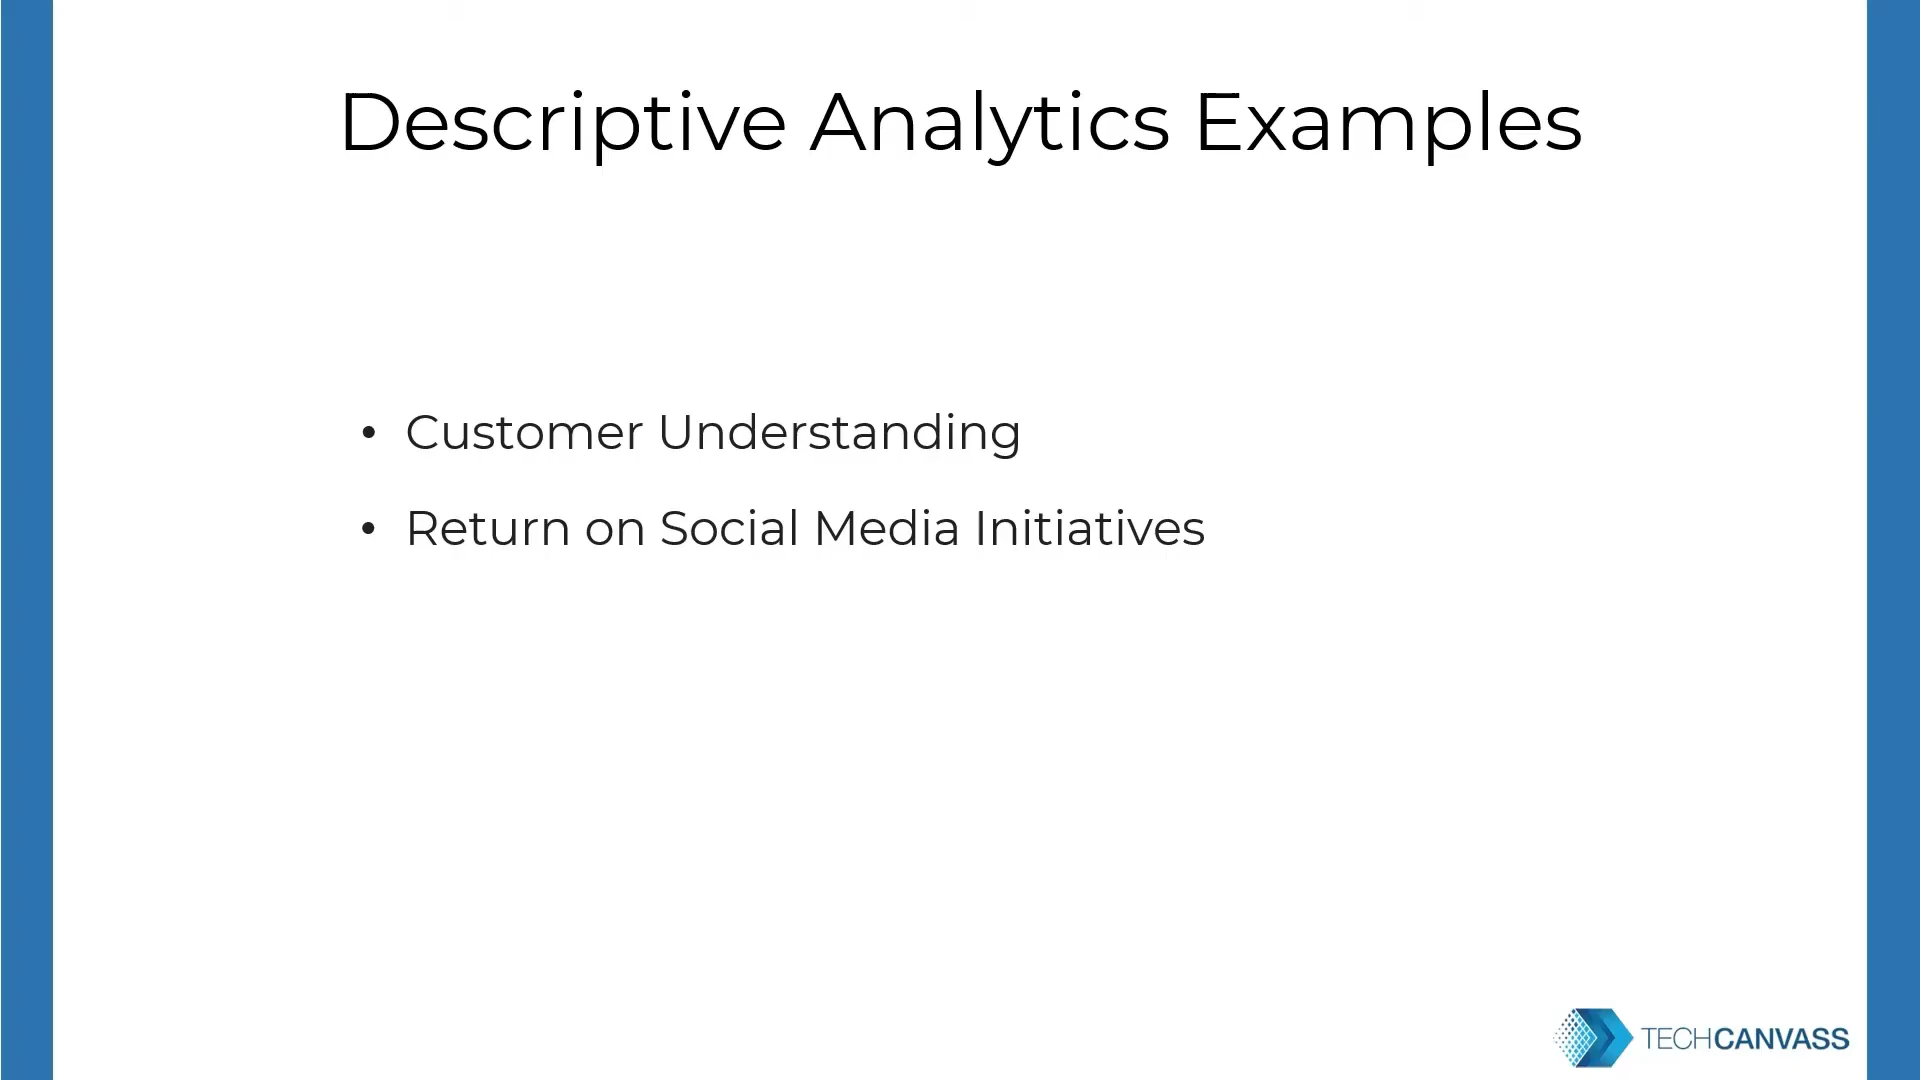 Descriptive Analytics Examples
• Customer Understanding
• Return on Social Media Initiatives
TECHCANVASS